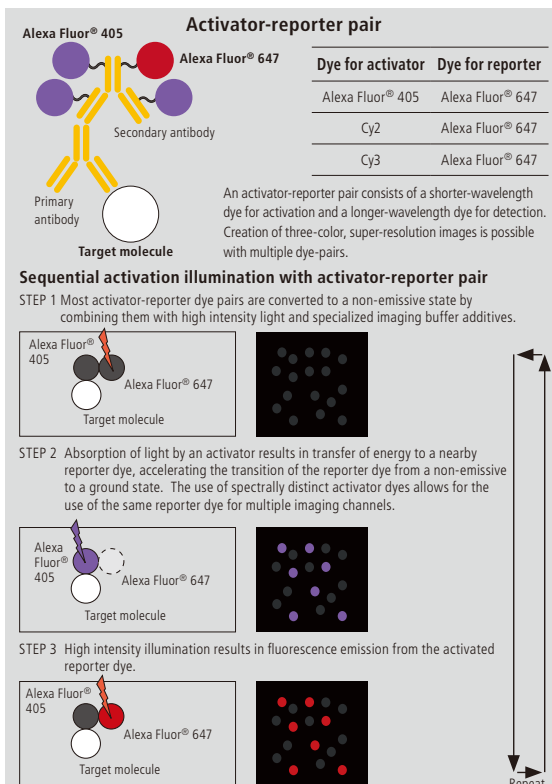 Activator-reporter pair
Alexa Fluor® 405
Alexa Fluor® 647
Secondary antibody
Primary
antibody
Target molecule
Dye for activator Dye for reporter
Alexa Fluor® 405 Alexa Fluor® 647
Cy2 Alexa Fluor® 647
Cy3 Alexa Fluor® 647
An activator-reporter pair consists of a shorter-wavelength
dye for activation and a longer-wavelength dye for detection.
Creation of three-color, super-resolution images is possible
with multiple dye-pairs.
Sequential activation illumination with activator-reporter pair
STEP 1 Most activator-reporter dye pairs are converted to a non-emissive state by
combining them with high intensity light and specialized imaging buffer additives.
Alexa Fluor®
405
Alexa Fluor® 647
Target molecule
STEP 2 Absorption of light by an activator results in transfer of energy to a nearby
reporter dye, accelerating the transition of the reporter dye from a non-emissive
to a ground state. The use of spectrally distinct activator dyes allows for the
use of the same reporter dye for multiple imaging channels.
Alexa
Fluor®
405
Alexa Fluor® 647
Target molecule
STEP 3 High intensity illumination results in fluorescence emission from the activated
reporter dye.
Alexa Fluor®
405
Alexa Fluor® 647
Target molecule
Repeat